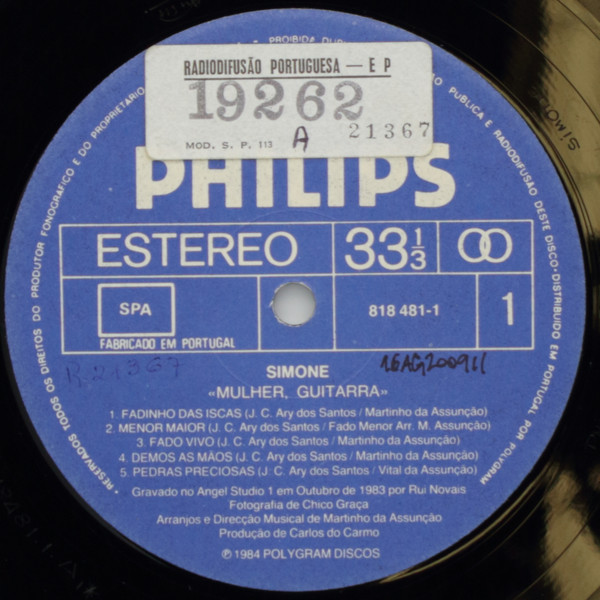 RADIODIFUSÃO PORTUGUESA — E P
19262
MOD. S. P. 113 A 21367
PHILIPS
ESTEREO 33 1/3
SPA 818 481-1 1
FABRICADO EM PORTUGAL
R 21367
SIMONE
«MULHER, GUITARRA»
1. FADINHO DAS ISCAS (J. C. Ary dos Santos / Martinho da Assunção)
2. MENOR MAIOR (J. C. Ary dos Santos / Fado Menor Arr. M. Assunção)
3. FADO VIVO (J. C. Ary dos Santos / Martinho da Assunção)
4. DEMOS AS MÃOS (J. C. Ary dos Santos / Martinho da Assunção)
5. PEDRAS PRECIOSAS (J. C. Ary dos Santos / Vital da Assunção)
Gravado no Angel Studio 1 em Outubro de 1983 por Rui Novais
Fotografia de Chico Graça
Arranjos e Direcção Musical de Martinho da Assunção
Produção de Carlos do Carmo
℗ 1984 POLYGRAM DISCOS
• RESERVADOS TODOS OS DIREITOS DO PRODUTOR FONOGRÁFICO E DO PROPRIETÁRIO
PROIBIDA
PUBLICA E RADIODIFUSÃO DESTE DISCO • DISTRIBUIDO EM PORTUGAL POR POLYGRAM